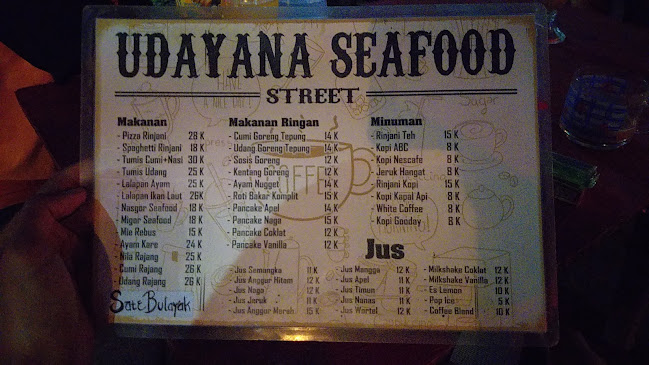 UDAYANA SEAFOOD
STREET
Makanan
- Pizza Rinjani 28 K
- Spoghetti Rinjani 18 K
- Tumis Cumi+Nasi 30 K
- Tumis Udang 25 K
- Lalapan Ayam 25 K
- Lalapan Ikan Laut 26K
- Nasgor Seafood 18 K
- Migor Seafood 18 K
- Mie Rebus 15 K
- Ayam Kare 24 K
- Nila Rajang 25 K
- Cumi Rajang 26 K
- Udang Rajang 26 K
Sate Bulayak
Makanan Ringan
- Cumi Goreng Tepung 14 K
- Udang Goreng Tepung 14 K
- Sosis Goreng 12 K
- Kentang Goreng 12 K
- Ayam Nugget 14 K
- Roti Bakar Komplit 15 K
- Pancake Apel 14 K
- Pancake Naga 15 K
- Pancake Coklat 12 K
- Pancake Vanilla 12 K
Minuman
- Rinjani Teh 15 K
- Kopi ABC 8 K
- Kopi Nescafe 8 K
- Jeruk Hangat 8 K
- Rinjani Kopi 15 K
- Kopi Kapal Api 8 K
- White Coffee 8 K
- Kopi Gooday 8 K
Jus
- Jus Semangka 11 K
- Jus Anggur Hitam 12 K
- Jus Naga 12 K
- Jus Jeruk 11 K
- Jus Anggur Merah 15 K
- Jus Mangga 12 K
- Jus Apel 11 K
- Jus Timun 11 K
- Jus Nanas 11 K
- Jus Wortel 12 K
- Milkshake Coklat 12 K
- Milkshake Vanilla 12 K
- Es Lemon 10 K
- Pop Ice 5 K
- Coffee Blend 10 K
HAVE
A NICE DAY!
COFFEE
Sugar